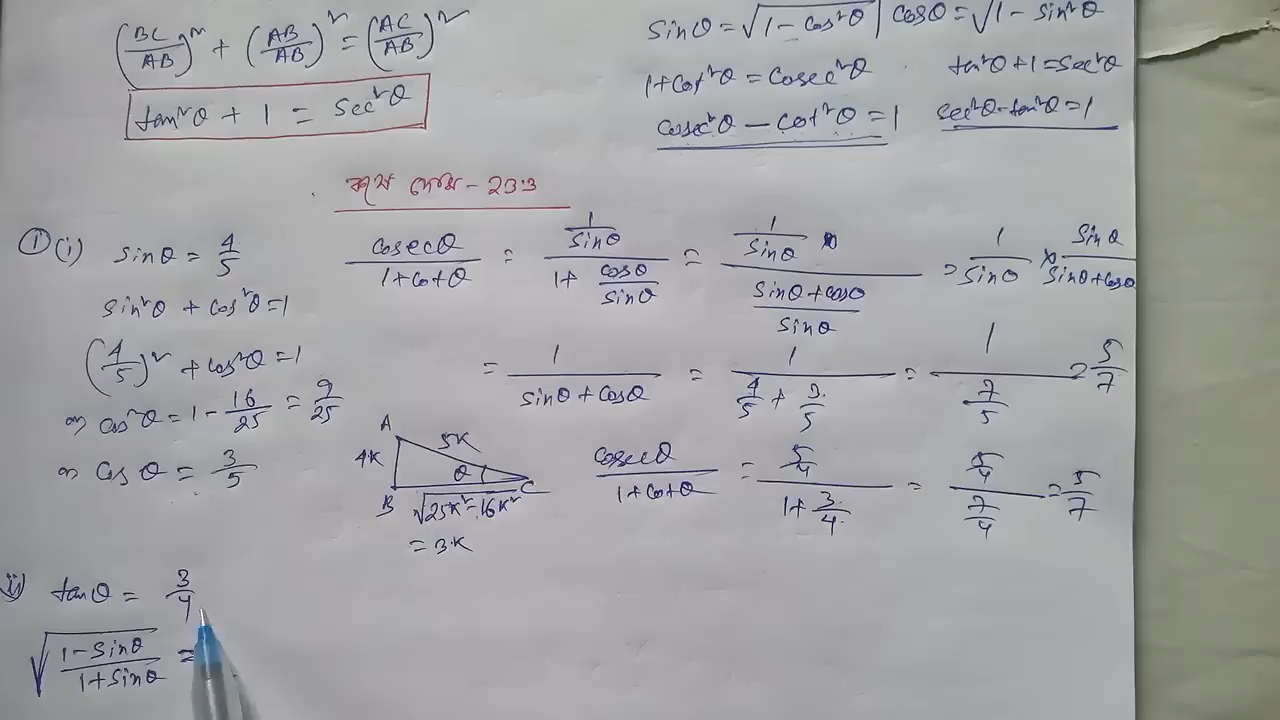 (BC/AB)² + (AB/AB)² = (AC/AB)²
tan²θ + 1 = Sec²θ
Sinθ = √(1 - Cos²θ) | Cosθ = √(1 - Sin²θ)
1 + Cot²θ = Cosec²θ
tan²θ + 1 = Sec²θ
Cosec²θ - Cot²θ = 1
Sec²θ - tan²θ = 1
- 23.3
① (i) Sinθ = 4/5
Sin²θ + Cos²θ = 1
(4/5)² + Cos²θ = 1
⇒ Cos²θ = 1 - 16/25 = 9/25
⇒ Cosθ = 3/5
Cosecθ/(1 + Cotθ) = (1/Sinθ)/(1 + Cosθ/Sinθ) = (1/Sinθ)/((Sinθ + Cosθ)/Sinθ) = 1/Sinθ × Sinθ/(Sinθ + Cosθ)
= 1/(Sinθ + Cosθ) = 1/(4/5 + 3/5) = 1/(7/5) = 5/7
A
4K 5K
θ
B C
√(25K² - 16K²)
= 3K
Cosecθ/(1 + Cotθ) = (5/4)/(1 + 3/4) = (5/4)/(7/4) = 5/7
ii) tanθ = 3/4
√((1 - Sinθ)/(1 + Sinθ)) =